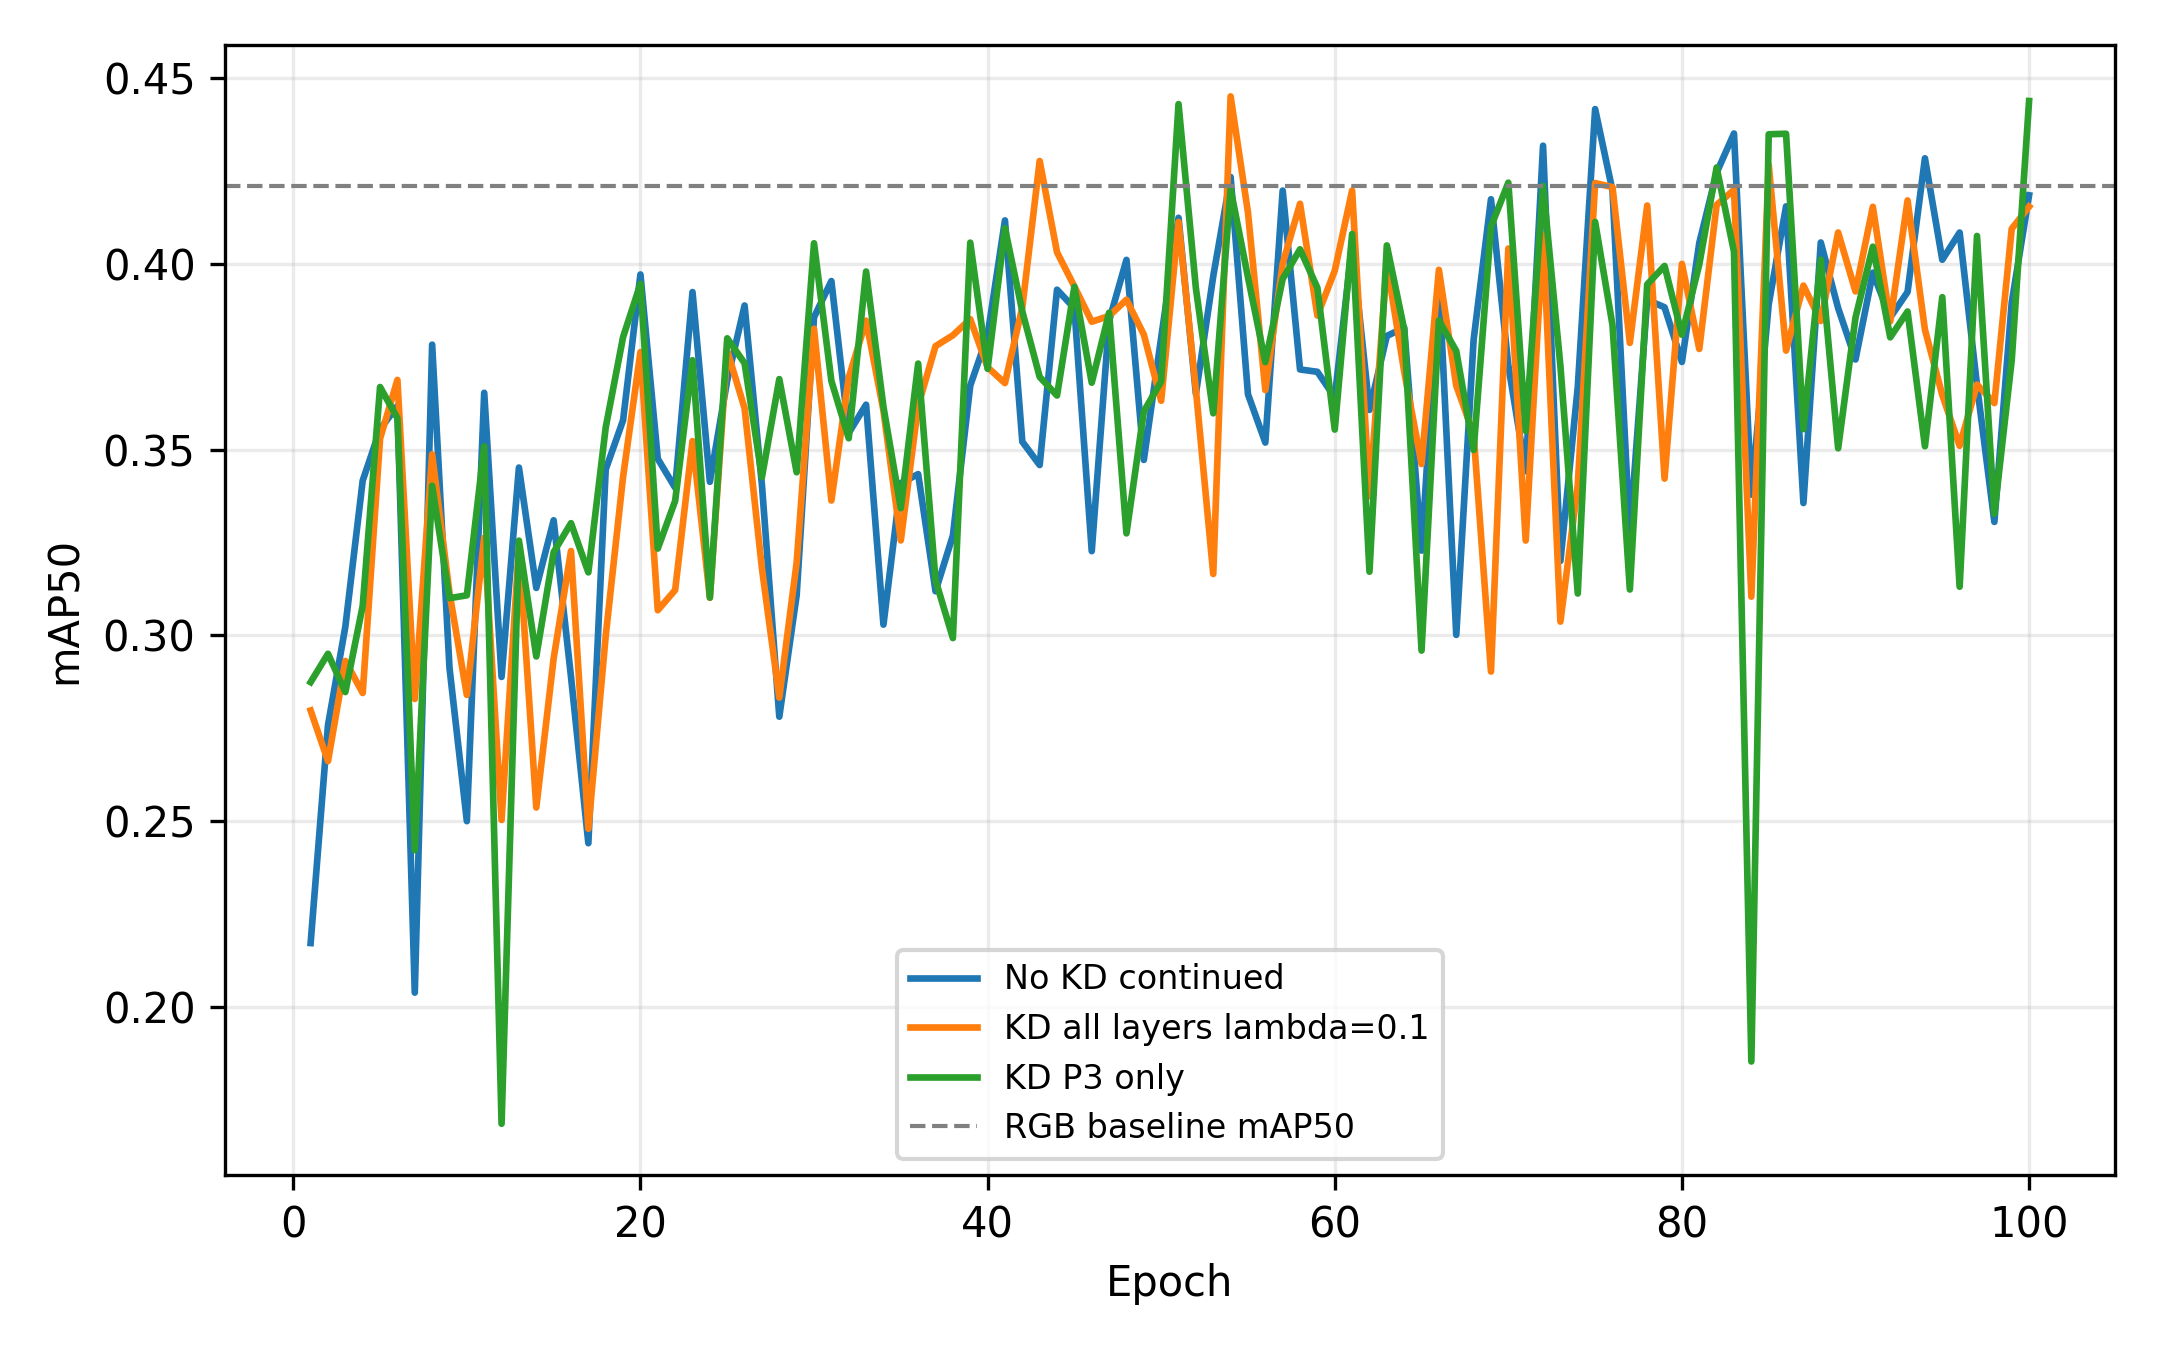 0.45
0.40
0.35
0.30
0.25
0.20
mAP50
No KD continued
KD all layers lambda=0.1
KD P3 only
RGB baseline mAP50
0 20 40 60 80 100
Epoch